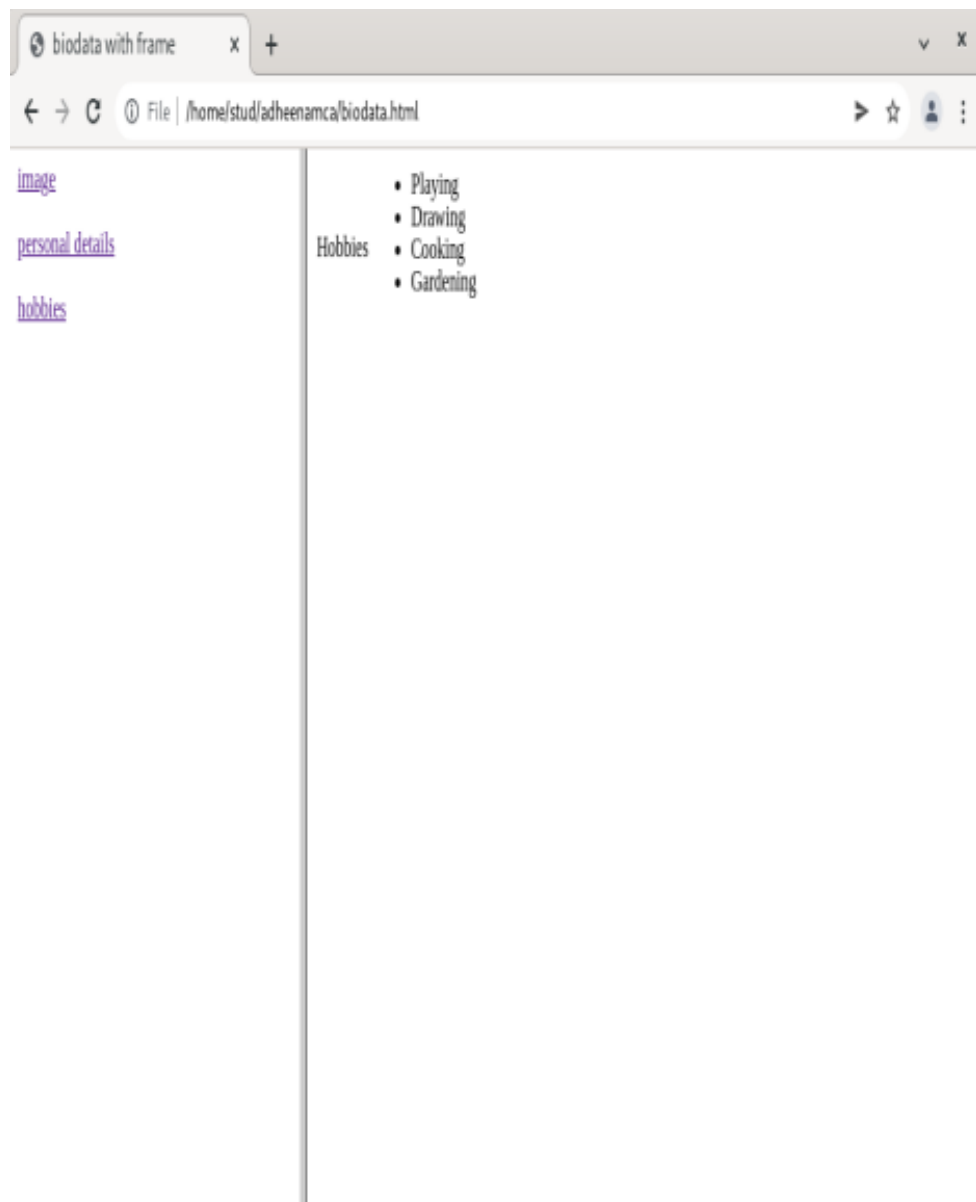 biodata with frame
File /home/stud/adheenamca/biodata.html
image
personal details
hobbies
Hobbies
• Playing
• Drawing
• Cooking
• Gardening